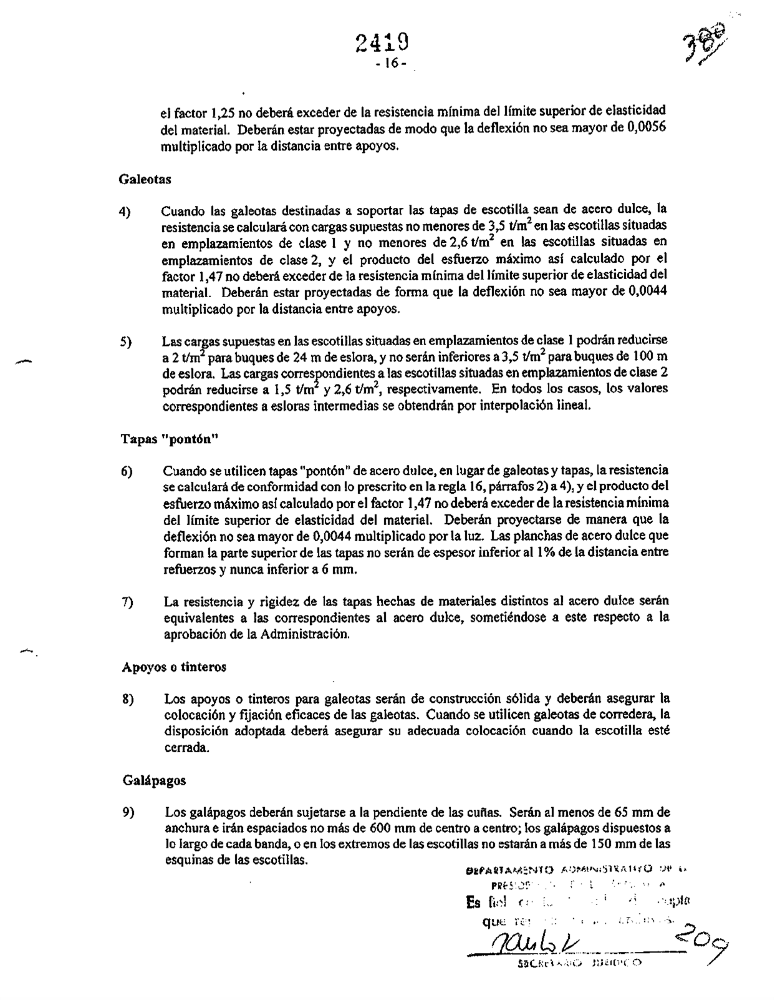 2419
380
- 16 -
el factor 1,25 no deberá exceder de la resistencia mínima del límite superior de elasticidad
del material. Deberán estar proyectadas de modo que la deflexión no sea mayor de 0,0056
multiplicado por la distancia entre apoyos.
Galeotas
4) Cuando las galeotas destinadas a soportar las tapas de escotilla sean de acero dulce, la
resistencia se calculará con cargas supuestas no menores de 3,5 t/m² en las escotillas situadas
en emplazamientos de clase 1 y no menores de 2,6 t/m² en las escotillas situadas en
emplazamientos de clase 2, y el producto del esfuerzo máximo así calculado por el
factor 1,47 no deberá exceder de la resistencia mínima del límite superior de elasticidad del
material. Deberán estar proyectadas de forma que la deflexión no sea mayor de 0,0044
multiplicado por la distancia entre apoyos.
5) Las cargas supuestas en las escotillas situadas en emplazamientos de clase 1 podrán reducirse
a 2 t/m² para buques de 24 m de eslora, y no serán inferiores a 3,5 t/m² para buques de 100 m
de eslora. Las cargas correspondientes a las escotillas situadas en emplazamientos de clase 2
podrán reducirse a 1,5 t/m² y 2,6 t/m², respectivamente. En todos los casos, los valores
correspondientes a esloras intermedias se obtendrán por interpolación lineal.
Tapas "pontón"
6) Cuando se utilicen tapas "pontón" de acero dulce, en lugar de galeotas y tapas, la resistencia
se calculará de conformidad con lo prescrito en la regla 16, párrafos 2) a 4), y el producto del
esfuerzo máximo así calculado por el factor 1,47 no deberá exceder de la resistencia mínima
del límite superior de elasticidad del material. Deberán proyectarse de manera que la
deflexión no sea mayor de 0,0044 multiplicado por la luz. Las planchas de acero dulce que
forman la parte superior de las tapas no serán de espesor inferior al 1% de la distancia entre
refuerzos y nunca inferior a 6 mm.
7) La resistencia y rigidez de las tapas hechas de materiales distintos al acero dulce serán
equivalentes a las correspondientes al acero dulce, sometiéndose a este respecto a la
aprobación de la Administración.
Apoyos o tinteros
8) Los apoyos o tinteros para galeotas serán de construcción sólida y deberán asegurar la
colocación y fijación eficaces de las galeotas. Cuando se utilicen galeotas de corredera, la
disposición adoptada deberá asegurar su adecuada colocación cuando la escotilla esté
cerrada.
Galápagos
9) Los galápagos deberán sujetarse a la pendiente de las cuñas. Serán al menos de 65 mm de
anchura e irán espaciados no más de 600 mm de centro a centro; los galápagos dispuestos a
lo largo de cada banda, o en los extremos de las escotillas no estarán a más de 150 mm de las
esquinas de las escotillas.
DEPARTAMENTO ADMINISTRATIVO DE LA
Es fiel
que
209
SECRETARIO JURIDICO